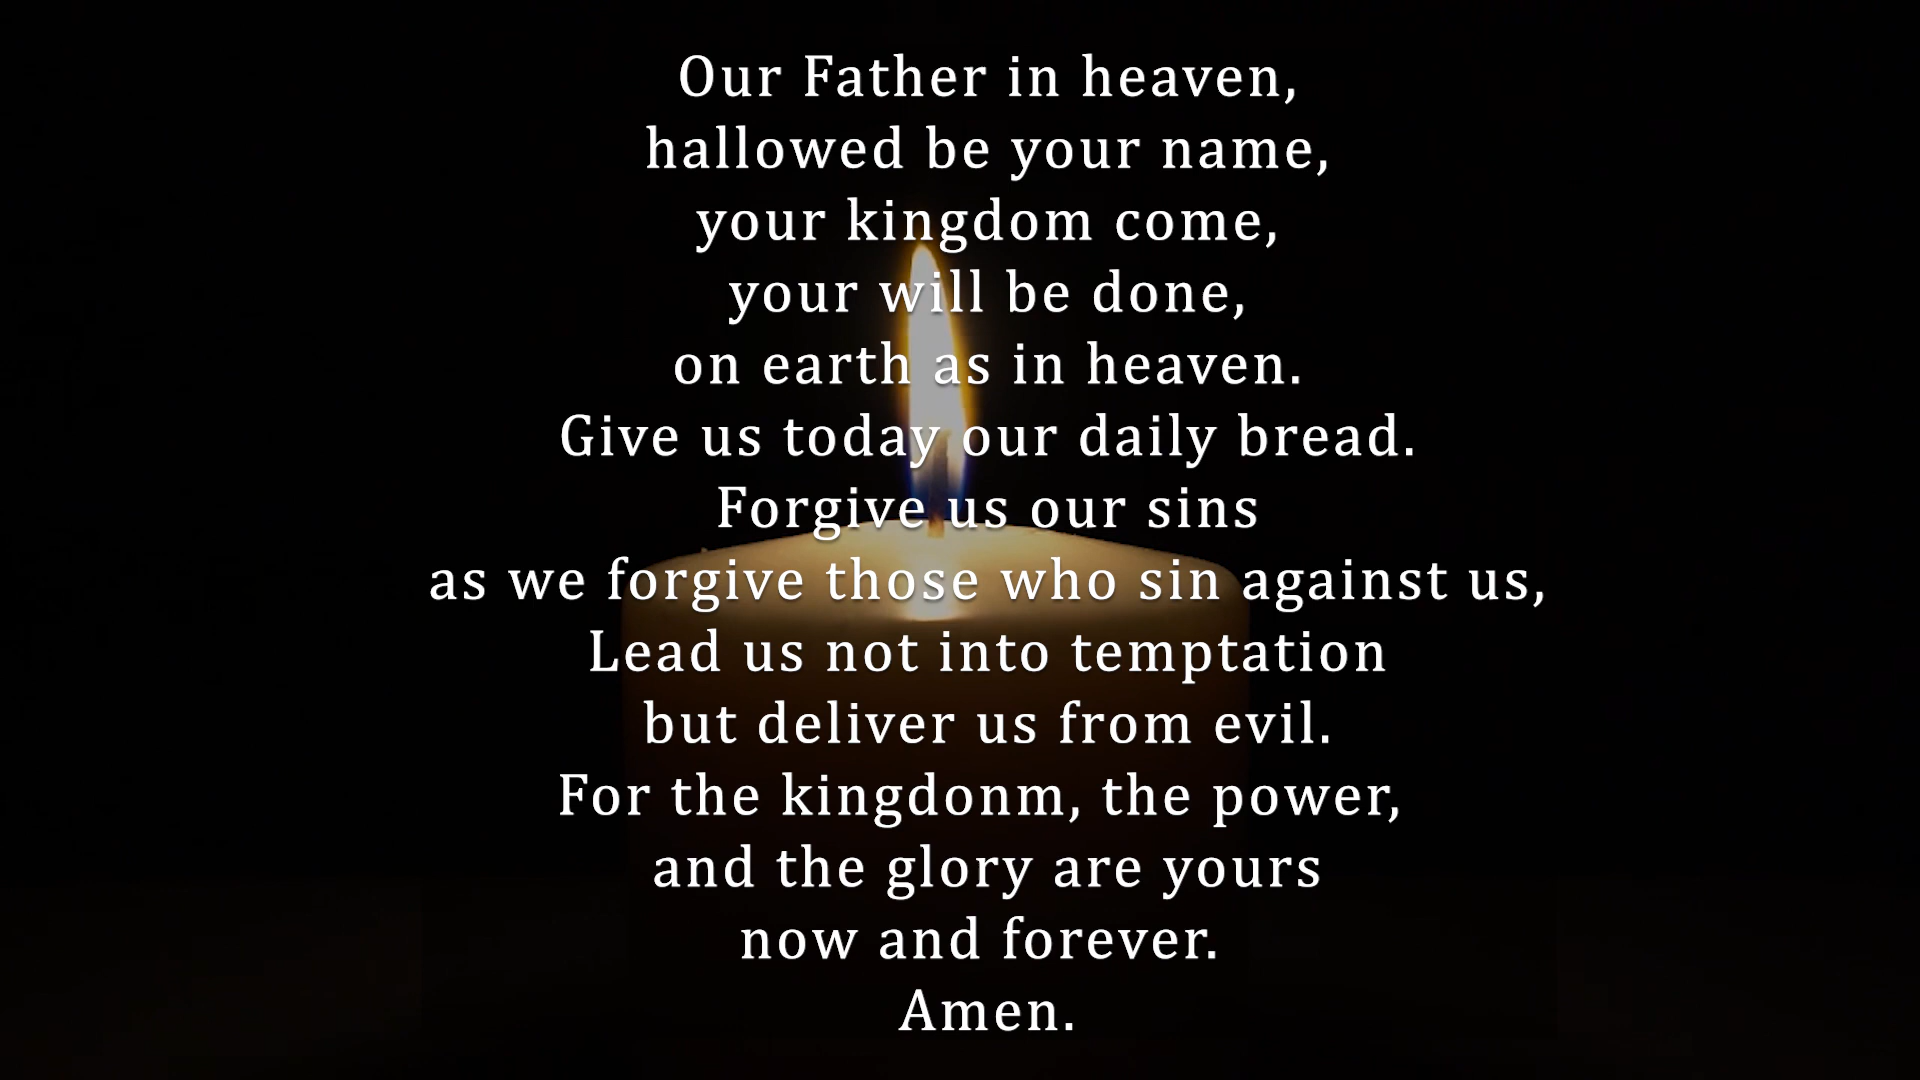 Our Father in heaven,
hallowed be your name,
your kingdom come,
your will be done,
on earth as in heaven.
Give us today our daily bread.
Forgive us our sins
as we forgive those who sin against us,
Lead us not into temptation
but deliver us from evil.
For the kingdonm, the power,
and the glory are yours
now and forever.
Amen.